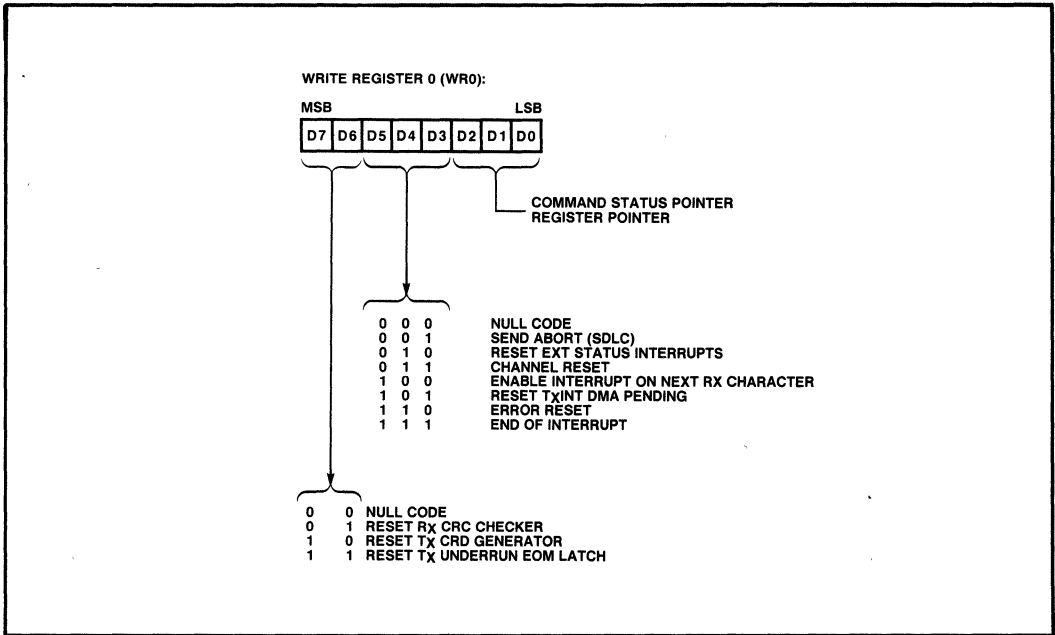 WRITE REGISTER 0 (WR0):
MSB LSB
D7 D6 D5 D4 D3 D2 D1 D0
COMMAND STATUS POINTER
REGISTER POINTER
0 0 0 NULL CODE
0 0 1 SEND ABORT (SDLC)
0 1 0 RESET EXT STATUS INTERRUPTS
0 1 1 CHANNEL RESET
1 0 0 ENABLE INTERRUPT ON NEXT RX CHARACTER
1 0 1 RESET TXINT DMA PENDING
1 1 0 ERROR RESET
1 1 1 END OF INTERRUPT
0 0 NULL CODE
0 1 RESET RX CRC CHECKER
1 0 RESET TX CRD GENERATOR
1 1 RESET TX UNDERRUN EOM LATCH